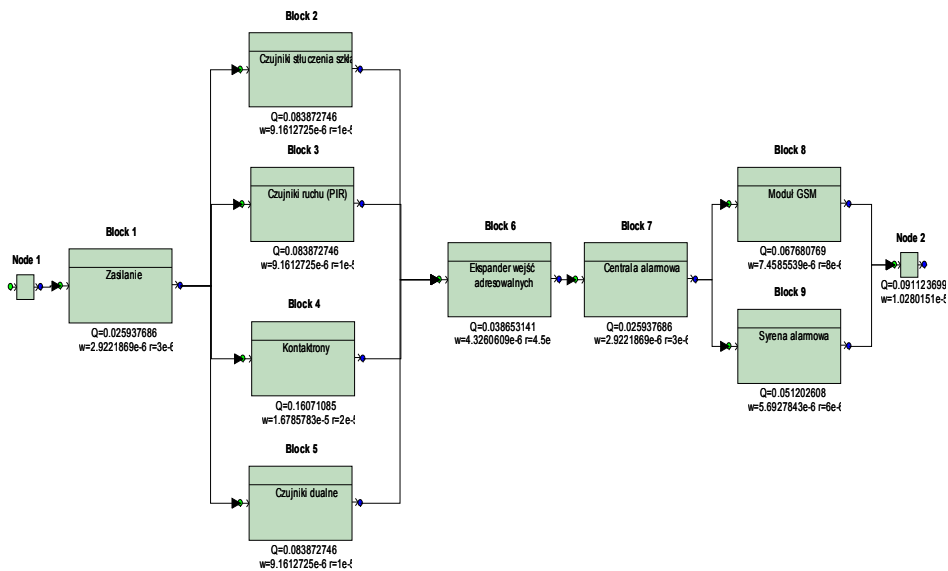 Block 2
Czujniki stłuczenia szkła
Q=0.083872746
w=9.1612725e-6 r=1e-5
Block 3
Czujniki ruchu (PIR)
Q=0.083872746
w=9.1612725e-6 r=1e-5
Block 8
Moduł GSM
Q=0.067680769
w=7.4585539e-6 r=8e-6
Node 1
Block 1
Zasilanie
Q=0.025937686
w=2.9221869e-6 r=3e-6
Block 6
Ekspander wejść
adresowalnych
Q=0.038653141
w=4.3260609e-6 r=4.5e
Block 7
Centrala alarmowa
Q=0.025937686
w=2.9221869e-6 r=3e-6
Node 2
Q=0.091123699
w=1.0280151e-5
Block 4
Kontaktrony
Q=0.16071085
w=1.6785783e-5 r=2e-5
Block 9
Syrena alarmowa
Q=0.051202608
w=5.6927843e-6 r=6e-6
Block 5
Czujniki dualne
Q=0.083872746
w=9.1612725e-6 r=1e-5